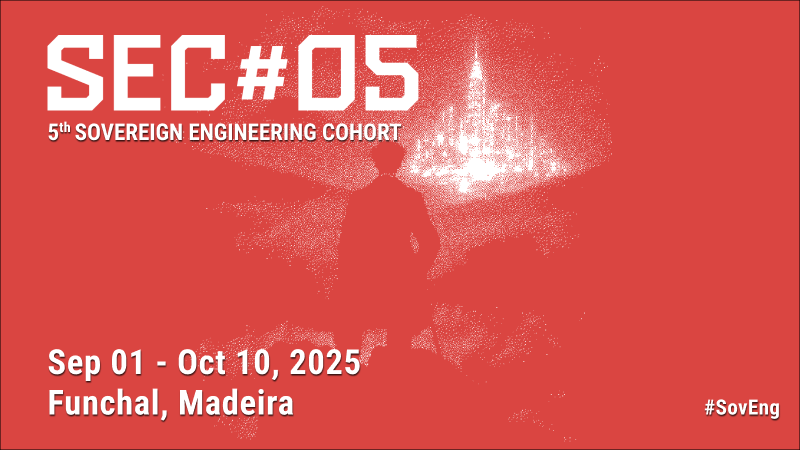 SEC#05
5th SOVEREIGN ENGINEERING COHORT
Sep 01 - Oct 10, 2025
Funchal, Madeira
#SovEng